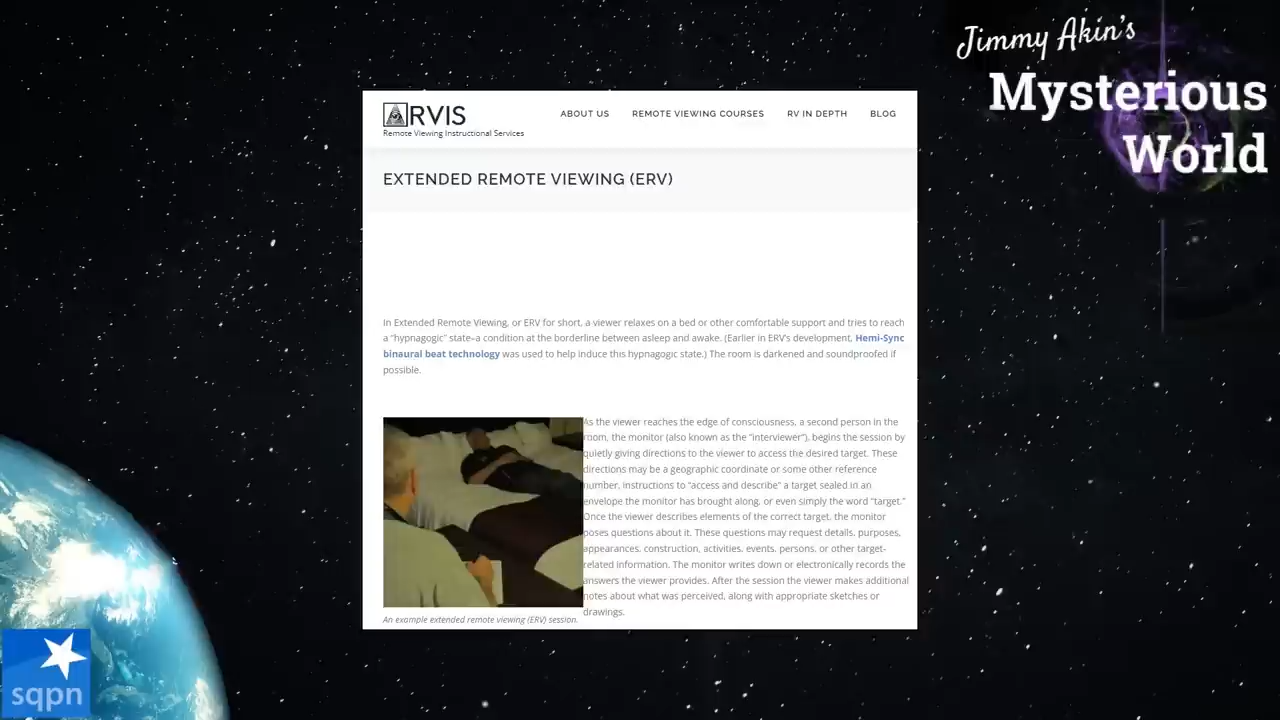 Jimmy Akin's
Mysterious
World
RVIS
Remote Viewing Instructional Services
ABOUT US
REMOTE VIEWING COURSES
RV IN DEPTH
BLOG
EXTENDED REMOTE VIEWING (ERV)
In Extended Remote Viewing, or ERV for short, a viewer relaxes on a bed or other comfortable support and tries to reach
a "hypnagogic" state–a condition at the borderline between asleep and awake. (Earlier in ERV's development, Hemi-Sync
binaural beat technology was used to help induce this hypnagogic state.) The room is darkened and soundproofed if
possible.
As the viewer reaches the edge of consciousness, a second person in the
room, the monitor (also known as the "interviewer"), begins the session by
quietly giving directions to the viewer to access the desired target. These
directions may be a geographic coordinate or some other reference
number, instructions to "access and describe" a target sealed in an
envelope the monitor has brought along, or even simply the word "target."
Once the viewer describes elements of the correct target, the monitor
poses questions about it. These questions may request details, purposes,
appearances, construction, activities, events, persons, or other target-
related information. The monitor writes down or electronically records the
answers the viewer provides. After the session the viewer makes additional
notes about what was perceived, along with appropriate sketches or
drawings.
An example extended remote viewing (ERV) session.
sqpn